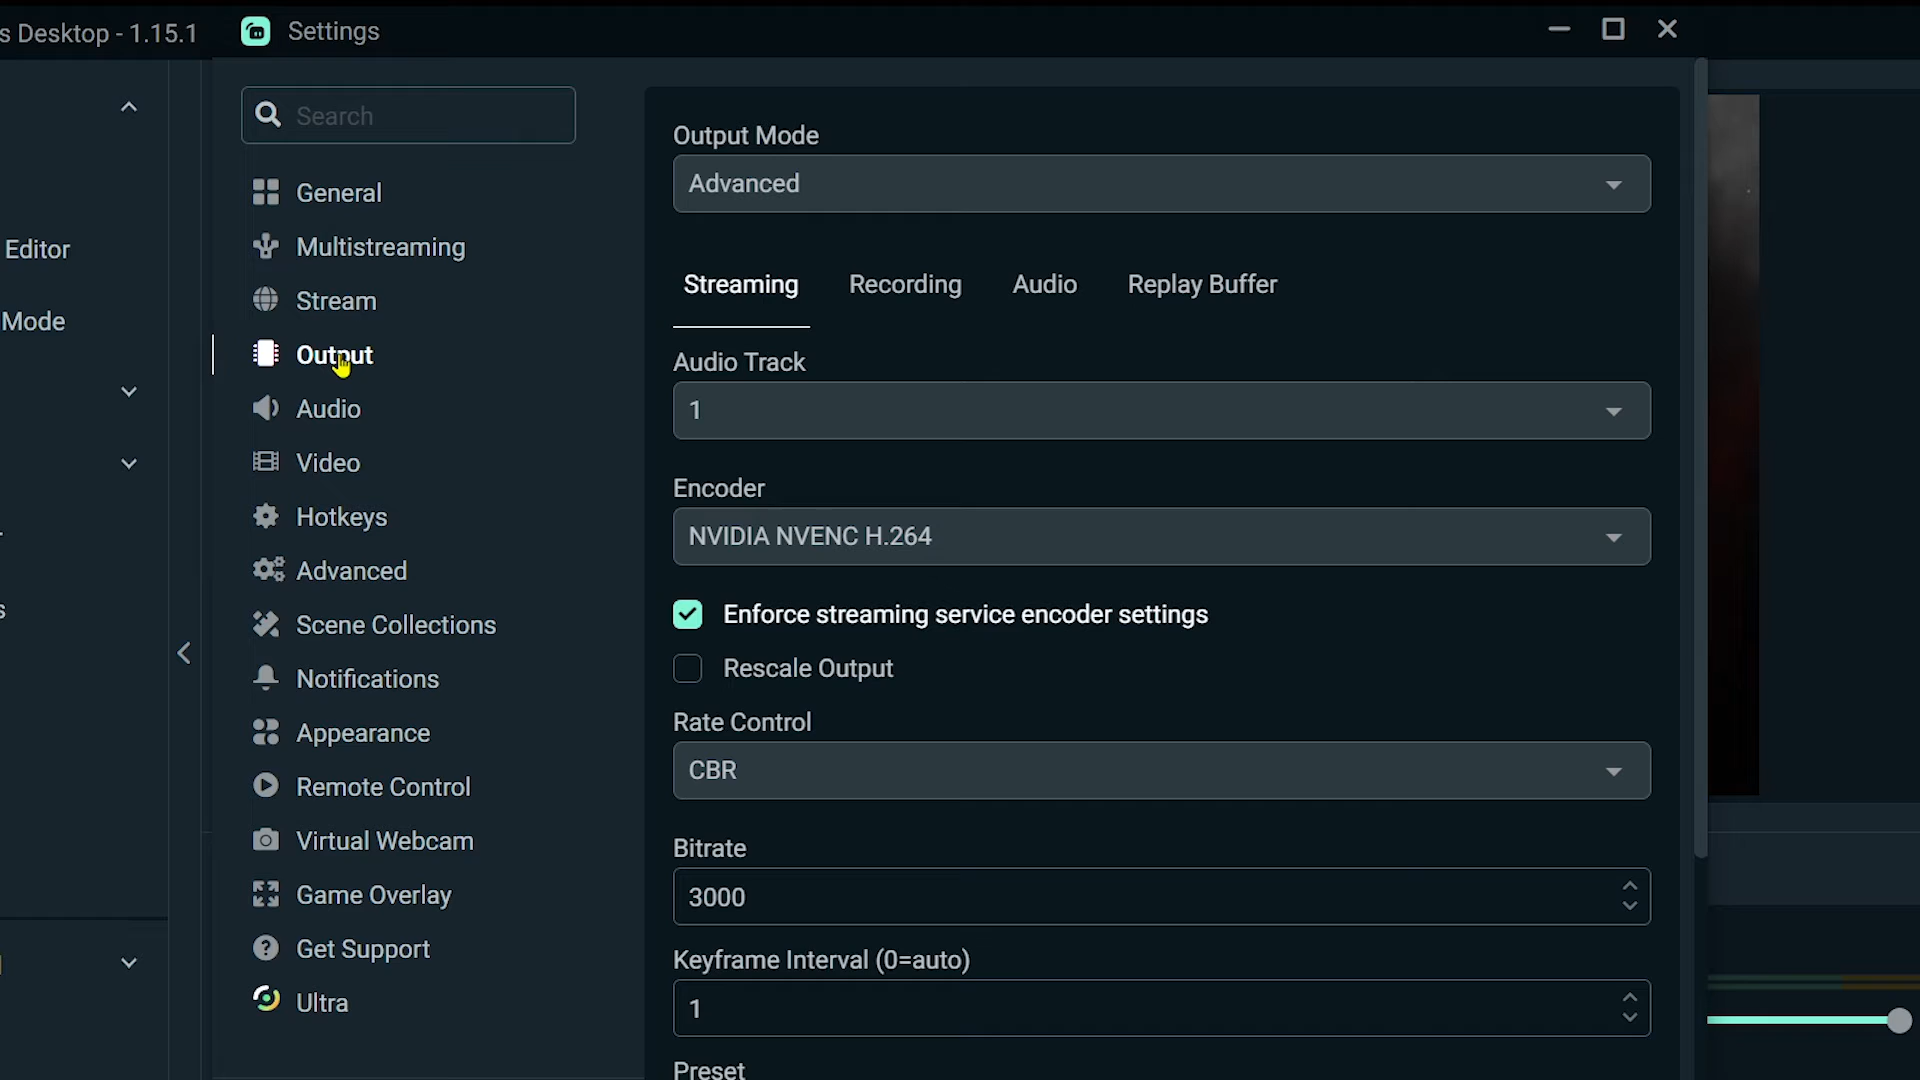 s Desktop - 1.15.1
Settings
Search
General
Multistreaming
Stream
Output
Audio
Video
Hotkeys
Advanced
Scene Collections
Notifications
Appearance
Remote Control
Virtual Webcam
Game Overlay
Get Support
Ultra
Editor
Mode
s
Output Mode
Advanced
Streaming Recording Audio Replay Buffer
Audio Track
1
Encoder
NVIDIA NVENC H.264
Enforce streaming service encoder settings
Rescale Output
Rate Control
CBR
Bitrate
3000
Keyframe Interval (0=auto)
1
Preset